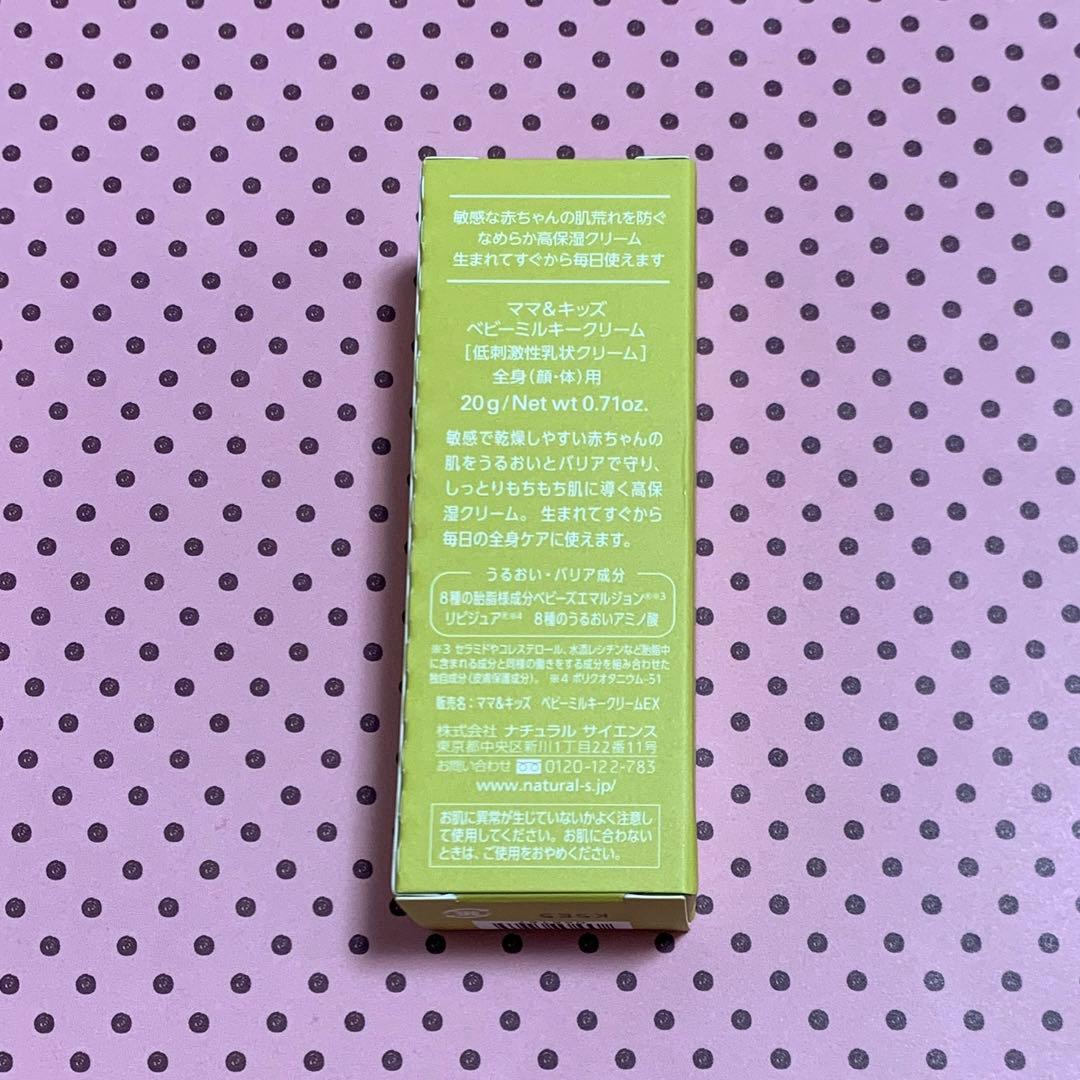 敏感な赤ちゃんの肌荒れを防ぐ
なめらか高保湿クリーム
生まれてすぐから毎日使えます
ママ&キッズ
ベビーミルキークリーム
[低刺激性乳状クリーム]
全身(顔・体)用
20g/Net wt 0.71oz.
敏感で乾燥しやすい赤ちゃんの
肌をうるおいとバリアで守り、
しっとりもちもち肌に導く高保
湿クリーム。生まれてすぐから
毎日の全身ケアに使えます。
うるおい・バリア成分
8種の胎脂様成分ベビーズエマルジョン®※3
リピジュア®※4 8種のうるおいアミノ酸
※3 セラミドやコレステロール、水添レシチンなど胎脂中
に含まれる成分と同様の働きをする成分を組み合わせた
独自成分(皮膚保護成分)。 ※4 ポリクオタニウム-51
販売名:ママ&キッズ ベビーミルキークリームEX
株式会社 ナチュラル サイエンス
東京都中央区新川1丁目22番11号
お問い合わせ 0120-122-783
www.natural-s.jp/
お肌に異常が生じていないかよく注意し
て使用してください。お肌に合わない
ときは、ご使用をおやめください。